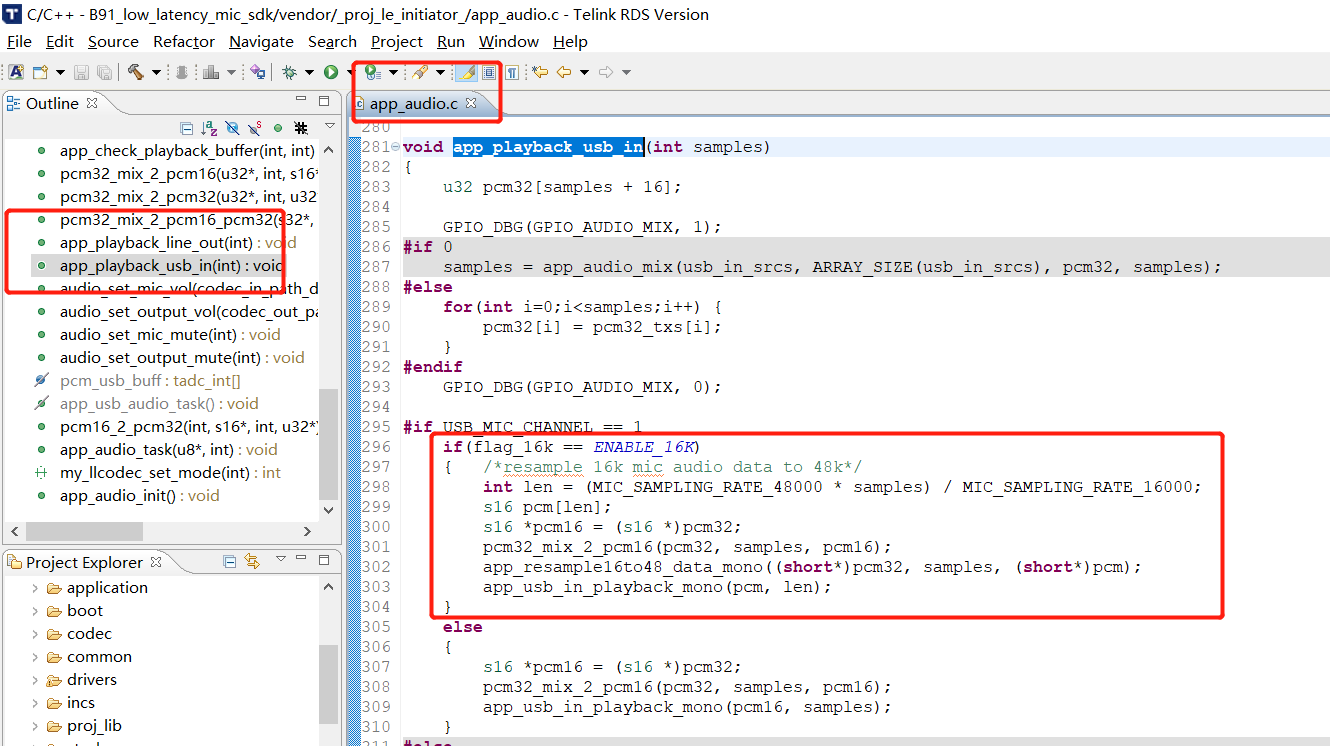 C/C++ - B91_low_latency_mic_sdk/vendor/_proj_le_initiator_/app_audio.c - Telink RDS Version
File Edit Source Refactor Navigate Search Project Run Window Help
Outline
app_check_playback_buffer(int, int)
pcm32_mix_2_pcm16(u32*, int, s16*
pcm32_mix_2_pcm32(u32*, int, u32
pcm32_mix_2_pcm16_pcm32(s32*,
app_playback_line_out(int) : void
app_playback_usb_in(int) : void
audio_set_mic_vol(codec_in_path_d
audio_set_output_vol(codec_out_pa
audio_set_mic_mute(int) : void
audio_set_output_mute(int) : void
pcm_usb_buff : tadc_int[]
app_usb_audio_task() : void
pcm16_2_pcm32(int, s16*, int, u32*)
app_audio_task(u8*, int) : void
my_llcodec_set_mode(int) : int
app_audio_init() : void
Project Explorer
application
boot
codec
common
drivers
incs
proj_lib
app_audio.c
280
281 void app_playback_usb_in(int samples)
282 {
283 u32 pcm32[samples + 16];
284
285 GPIO_DBG(GPIO_AUDIO_MIX, 1);
286 #if 0
287 samples = app_audio_mix(usb_in_srcs, ARRAY_SIZE(usb_in_srcs), pcm32, samples);
288 #else
289 for(int i=0;i<samples;i++) {
290 pcm32[i] = pcm32_txs[i];
291 }
292 #endif
293 GPIO_DBG(GPIO_AUDIO_MIX, 0);
294
295 #if USB_MIC_CHANNEL == 1
296 if(flag_16k == ENABLE_16K)
297 { /*resample 16k mic audio data to 48k*/
298 int len = (MIC_SAMPLING_RATE_48000 * samples) / MIC_SAMPLING_RATE_16000;
299 s16 pcm[len];
300 s16 *pcm16 = (s16 *)pcm32;
301 pcm32_mix_2_pcm16(pcm32, samples, pcm16);
302 app_resample16to48_data_mono((short*)pcm32, samples, (short*)pcm);
303 app_usb_in_playback_mono(pcm, len);
304 }
305 else
306 {
307 s16 *pcm16 = (s16 *)pcm32;
308 pcm32_mix_2_pcm16(pcm32, samples, pcm16);
309 app_usb_in_playback_mono(pcm16, samples);
310 }
311 #else